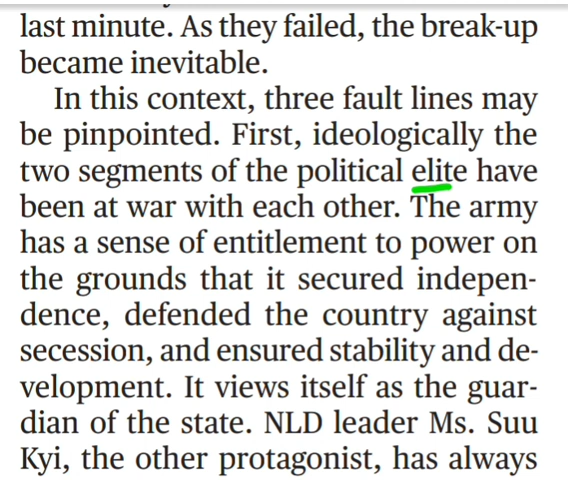 last minute. As they failed, the break-up
became inevitable.
In this context, three fault lines may
be pinpointed. First, ideologically the
two segments of the political elite have
been at war with each other. The army
has a sense of entitlement to power on
the grounds that it secured indepen-
dence, defended the country against
secession, and ensured stability and de-
velopment. It views itself as the guar-
dian of the state. NLD leader Ms. Suu
Kyi, the other protagonist, has always